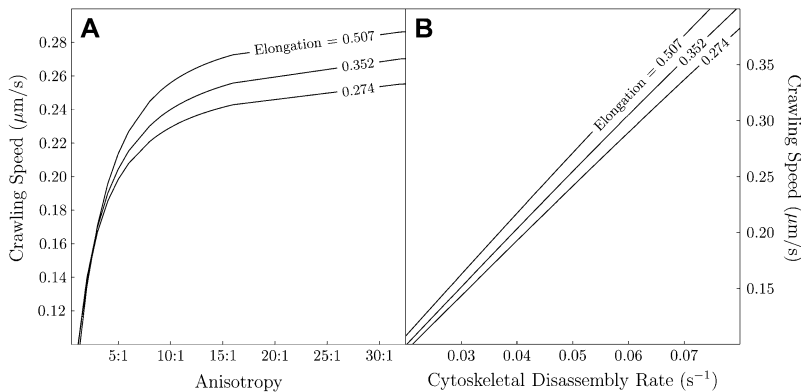 A
B
0.28
0.26
0.24
0.22
0.20
0.18
0.16
0.14
0.12
Crawling Speed (μm/s)
Elongation = 0.507
0.352
0.274
5:1 10:1 15:1 20:1 25:1 30:1
Anisotropy
Elongation = 0.507
0.352
0.274
0.35
0.30
0.25
0.20
0.15
Crawling Speed (μm/s)
0.03 0.04 0.05 0.06 0.07
Cytoskeletal Disassembly Rate (s⁻¹)